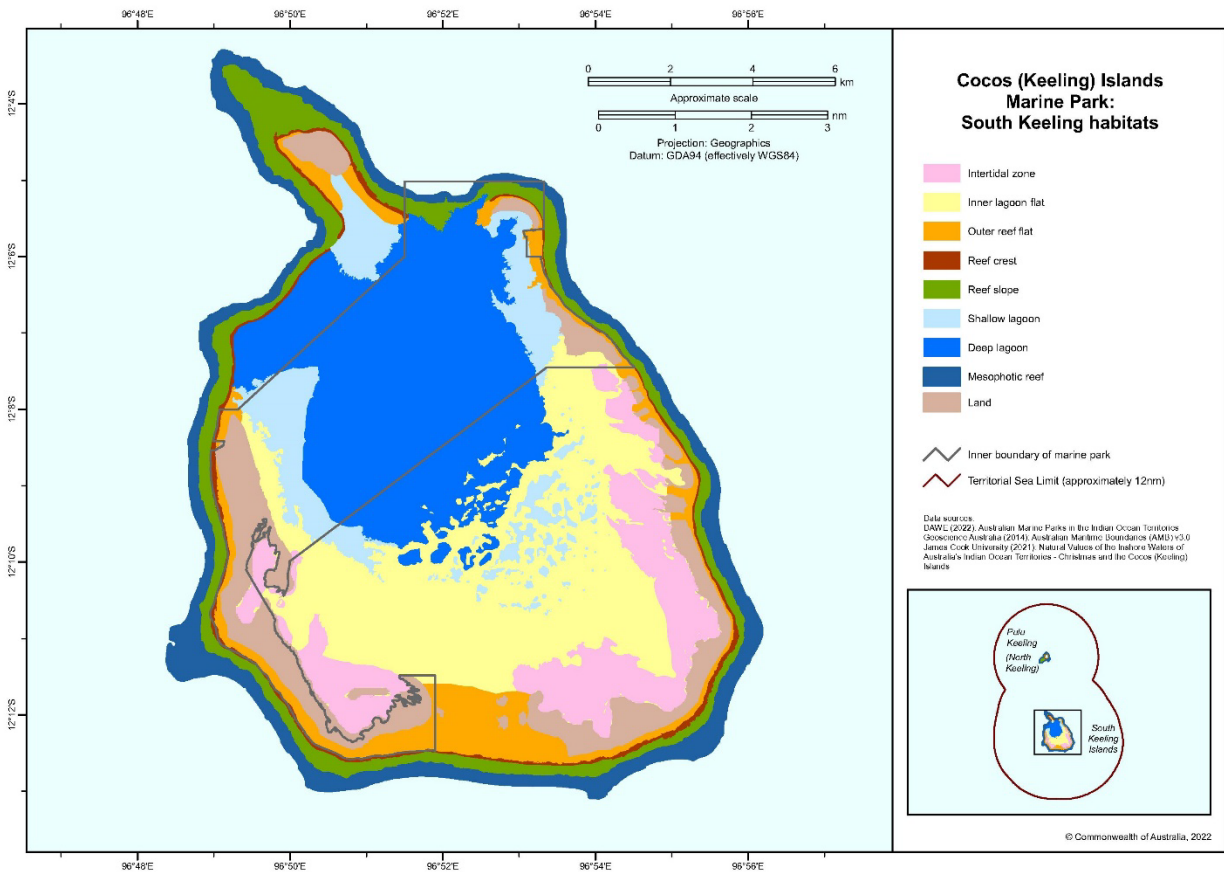 96°48'E 96°50'E 96°52'E 96°54'E 96°56'E
12°4'S
12°6'S
12°8'S
12°10'S
12°12'S
0 2 4 6
km
Approximate scale
nm
0 1 2 3
Projection: Geographics
Datum: GDA94 (effectively WGS84)
96°48'E 96°50'E 96°52'E 96°54'E 96°56'E
Cocos (Keeling) Islands
Marine Park:
South Keeling habitats
Intertidal zone
Inner lagoon flat
Outer reef flat
Reef crest
Reef slope
Shallow lagoon
Deep lagoon
Mesophotic reef
Land
Inner boundary of marine park
Territorial Sea Limit (approximately 12nm)
Data sources:
DAWE (2022): Australian Marine Parks in the Indian Ocean Territories
Geoscience Australia (2014): Australian Maritime Boundaries (AMB) v3.0
James Cook University (2021): Natural Values of the Inshore Waters of
Australia's Indian Ocean Territories - Christmas and the Cocos (Keeling)
Islands
Pulu
Keeling
(North
Keeling)
South
Keeling
Islands
© Commonwealth of Australia, 2022